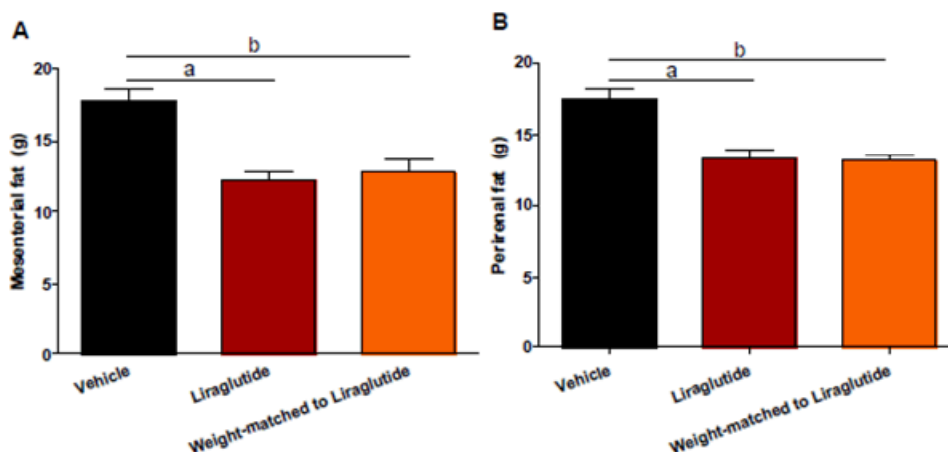 A
b
a
20
15
10
5
0
Mesenterial fat (g)
Vehicle
Liraglutide
Weight-matched to Liraglutide
B
b
a
20
15
10
5
0
Perirenal fat (g)
Vehicle
Liraglutide
Weight-matched to Liraglutide